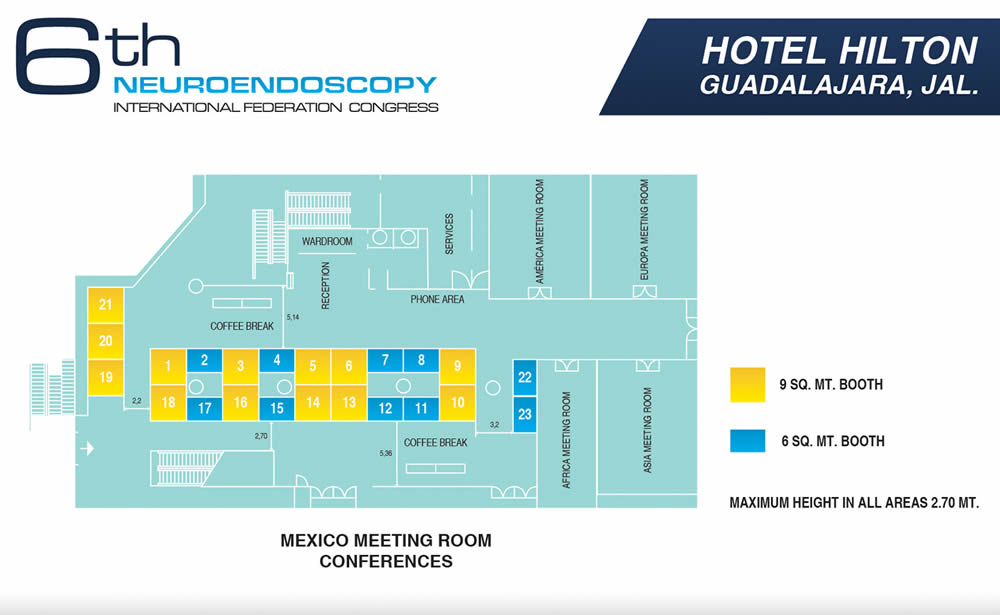 6th
NEUROENDOSCOPY
INTERNATIONAL FEDERATION CONGRESS
HOTEL HILTON
GUADALAJARA, JAL.
WARDROOM
RECEPTION
SERVICES
AMÉRICA MEETING ROOM
EUROPA MEETING ROOM
PHONE AREA
COFFEE BREAK
5,14
21
20
19
2,2
1
2
3
4
5
6
7
8
9
18
17
16
15
14
13
12
11
10
22
23
3,2
2,70
5,36
COFFEE BREAK
AFRICA MEETING ROOM
ASIA MEETING ROOM
9 SQ. MT. BOOTH
6 SQ. MT. BOOTH
MAXIMUM HEIGHT IN ALL AREAS 2.70 MT.
MEXICO MEETING ROOM
CONFERENCES